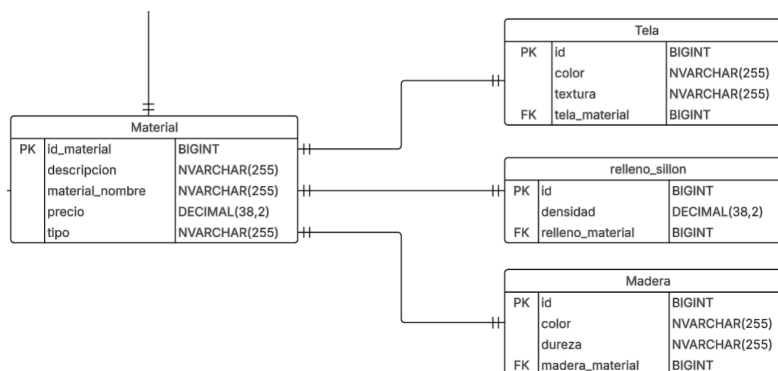 Tela
PK id BIGINT
color NVARCHAR(255)
textura NVARCHAR(255)
FK tela_material BIGINT
Material
PK id_material BIGINT
descripcion NVARCHAR(255)
material_nombre NVARCHAR(255)
precio DECIMAL(38,2)
tipo NVARCHAR(255)
relleno_sillon
PK id BIGINT
densidad DECIMAL(38,2)
FK relleno_material BIGINT
Madera
PK id BIGINT
color NVARCHAR(255)
dureza NVARCHAR(255)
FK madera_material BIGINT